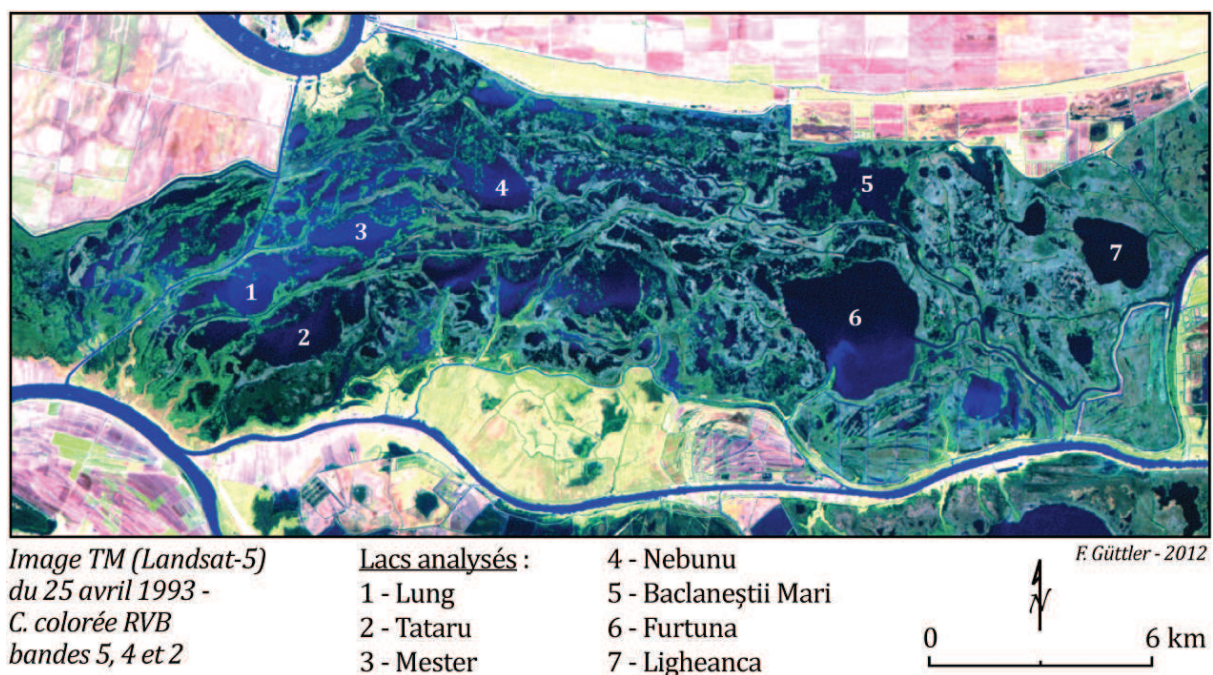 4
5
3
7
1
6
2
Image TM (Landsat-5)
du 25 avril 1993 -
C. colorée RVB
bandes 5, 4 et 2
Lacs analysés :
1 - Lung
2 - Tataru
3 - Mester
4 - Nebunu
5 - Baclaneştii Mari
6 - Furtuna
7 - Ligheanca
F. Güttler - 2012
N
0 6 km